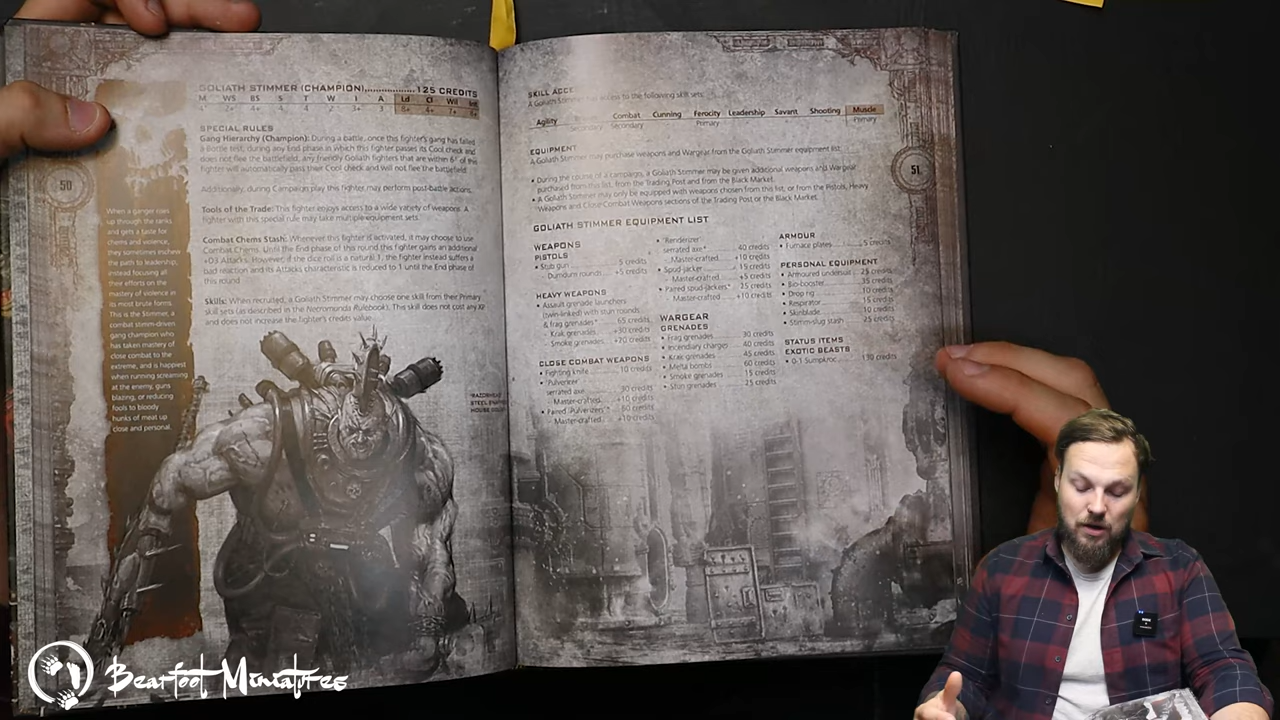 GOLIATH STIMMER (CHAMPION)..................125 CREDITS
M WS BS S T W I A Ld Cl Wil Int
SPECIAL RULES
Gang Hierarchy (Champion): During a battle, once this fighter's gang has failed
a Bottle test, during any End phase in which this fighter passes its Cool check and
does not flee the battlefield, any friendly Goliath fighters that are within 6" of this
fighter will automatically pass their Cool check and will not flee the battlefield.
Additionally, during Campaign play this fighter may perform post-battle actions.
Tools of the Trade: This fighter enjoys access to a wide variety of weapons. A
fighter with this special rule may take multiple equipment sets.
Combat Chems Stash: Whenever this fighter is activated, it may choose to use
Combat Chems. Until the End phase of this round this fighter gains an additional
+D3 Attacks. However, if the dice roll is a natural 1, the fighter instead suffers a
bad reaction and its Attacks characteristic is reduced to 1 until the End phase of
this round.
Skills: When recruited, a Goliath Stimmer may choose one skill from their Primary
skill sets (as described in the Necromunda Rulebook). This skill does not cost any XP
and does not increase the fighter's credits value.
50
When a ganger rises
up through the ranks
and gets a taste for
chems and violence,
they sometimes eschew
the path to leadership,
instead focusing all
their efforts on the
mastery of violence in
its most brute forms.
This is the Stimmer, a
combat stimm-driven
gang champion who
has taken mastery of
close combat to the
extreme, and is happiest
when running screaming
at the enemy, guns
blazing, or reducing
fools to bloody
hunks of meat up
close and personal.
SKILL ACCE
A Goliath Stimmer has access to the following skill sets:
Agility Combat Cunning Ferocity Leadership Savant Shooting Muscle
Secondary Secondary Primary Primary
EQUIPMENT
A Goliath Stimmer may purchase weapons and Wargear from the Goliath Stimmer equipment list:
• During the course of a campaign, a Goliath Stimmer may be given additional weapons and Wargear
purchased from this list, from the Trading Post and from the Black Market.
• A Goliath Stimmer may only be equipped with weapons chosen from this list, or from the Pistols, Heavy
Weapons and Close Combat Weapons sections of the Trading Post or the Black Market.
51
GOLIATH STIMMER EQUIPMENT LIST
WEAPONS
PISTOLS
• Stub gun 5 credits
- Dumdum rounds +5 credits
HEAVY WEAPONS
• Assault grenade launchers
(twin-linked) with stun rounds
& frag grenades* 65 credits
- Krak grenades +30 credits
- Smoke grenades +20 credits
CLOSE COMBAT WEAPONS
• Fighting knife 10 credits
• 'Pulverizer'
serrated axe 30 credits
- Master-crafted +10 credits
• Paired 'Pulverizers'* 60 credits
- Master-crafted +10 credits
• 'Renderizer'
serrated axe* 40 credits
- Master-crafted +10 credits
• Spud-jacker 15 credits
- Master-crafted +5 credits
• Paired spud-jackers* 25 credits
- Master-crafted +10 credits
WARGEAR
GRENADES
• Frag grenades 30 credits
• Incendiary charges 40 credits
• Krak grenades 45 credits
• Melta bombs 60 credits
• Smoke grenades 15 credits
• Stun grenades 25 credits
ARMOUR
• Furnace plates 5 credits
PERSONAL EQUIPMENT
• Armoured undersuit 25 credits
• Bio-booster 35 credits
• Drop rig 10 credits
• Respirator 15 credits
• Skinblade 10 credits
• Stimm-slug stash 25 credits
STATUS ITEMS
EXOTIC BEASTS
• 0-1 Sumpkroc 130 credits
Bearfoot Miniatures